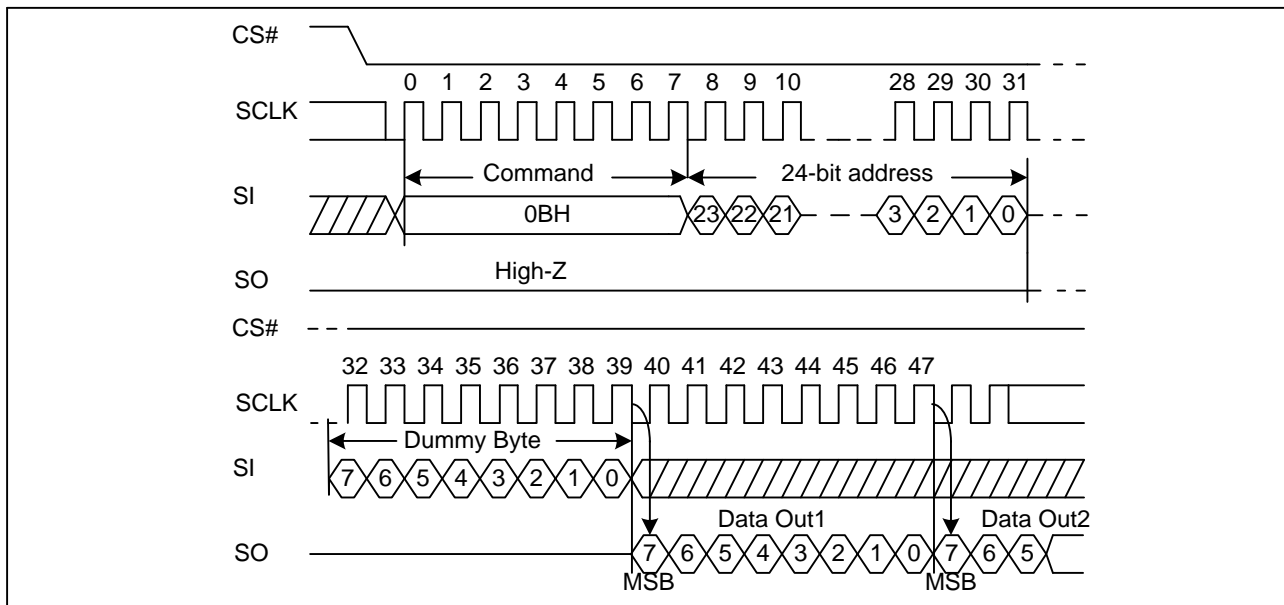 CS#
0 1 2 3 4 5 6 7 8 9 10 28 29 30 31
SCLK
Command 24-bit address
SI
0BH 23 22 21 3 2 1 0
High-Z
SO
CS#
32 33 34 35 36 37 38 39 40 41 42 43 44 45 46 47
SCLK
Dummy Byte
SI
7 6 5 4 3 2 1 0
Data Out1 Data Out2
SO
7 6 5 4 3 2 1 0 7 6 5
MSB MSB